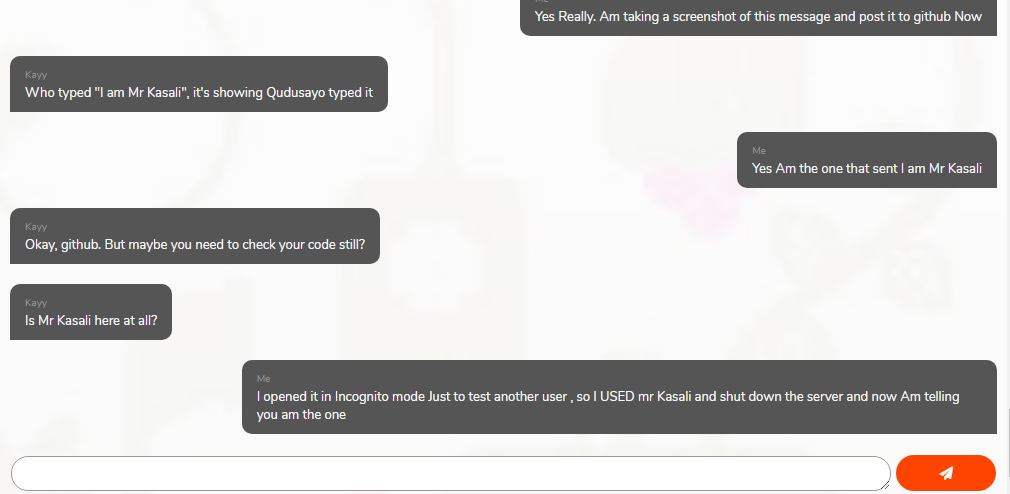 Me
Yes Really. Am taking a screenshot of this message and post it to github Now
Kayy
Who typed "I am Mr Kasali", it's showing Qudusayo typed it
Me
Yes Am the one that sent I am Mr Kasali
Kayy
Okay, github. But maybe you need to check your code still?
Kayy
Is Mr Kasali here at all?
Me
I opened it in Incognito mode Just to test another user , so I USED mr Kasali and shut down the server and now Am telling
you am the one